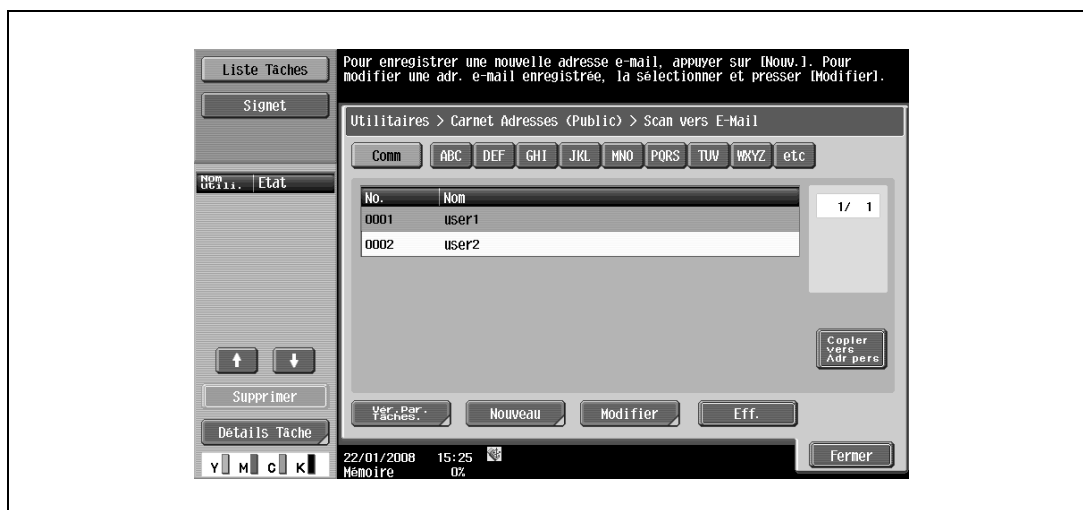 Liste Tâches
Signet
Nom Utili. Etat
Supprimer
Détails Tâche
Y M C K
Pour enregistrer une nouvelle adresse e-mail, appuyer sur [Nouv.]. Pour
modifier une adr. e-mail enregistrée, la sélectionner et presser [Modifier].
Utilitaires > Carnet Adresses (Public) > Scan vers E-Mail
Comm ABC DEF GHI JKL MNO PQRS TUV WXYZ etc
No. Nom
0001 user1
0002 user2
1/ 1
Copier
vers
Adr pers
Ver.Par.
Tâches.
Nouveau Modifier Eff.
22/01/2008 15:25
Mémoire 0%
Fermer